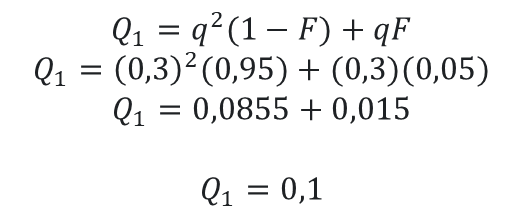 Q₁ = q²(1 − F) + qF
Q₁ = (0,3)²(0,95) + (0,3)(0,05)
Q₁ = 0,0855 + 0,015
Q₁ = 0,1